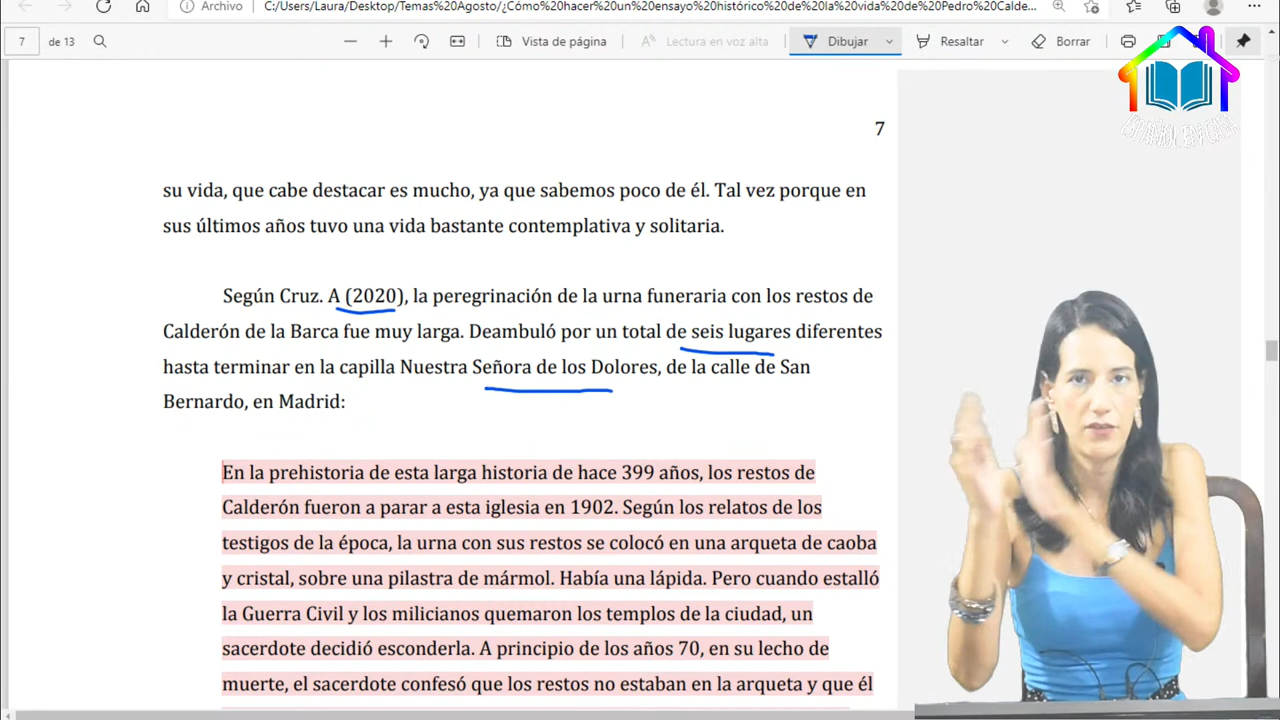 Archivo C:/Users/Laura/Desktop/Temas%20Agosto/¿Cómo%20hacer%20un%20ensayo%20histórico%20de%20la%20vida%20de%20Pedro%20Calde...
7 de 13 Vista de página Lectura en voz alta Dibujar Resaltar Borrar
ESPAÑOL EN CASA
7
su vida, que cabe destacar es mucho, ya que sabemos poco de él. Tal vez porque en
sus últimos años tuvo una vida bastante contemplativa y solitaria.
Según Cruz. A (2020), la peregrinación de la urna funeraria con los restos de
Calderón de la Barca fue muy larga. Deambuló por un total de seis lugares diferentes
hasta terminar en la capilla Nuestra Señora de los Dolores, de la calle de San
Bernardo, en Madrid:
En la prehistoria de esta larga historia de hace 399 años, los restos de
Calderón fueron a parar a esta iglesia en 1902. Según los relatos de los
testigos de la época, la urna con sus restos se colocó en una arqueta de caoba
y cristal, sobre una pilastra de mármol. Había una lápida. Pero cuando estalló
la Guerra Civil y los milicianos quemaron los templos de la ciudad, un
sacerdote decidió esconderla. A principio de los años 70, en su lecho de
muerte, el sacerdote confesó que los restos no estaban en la arqueta y que él